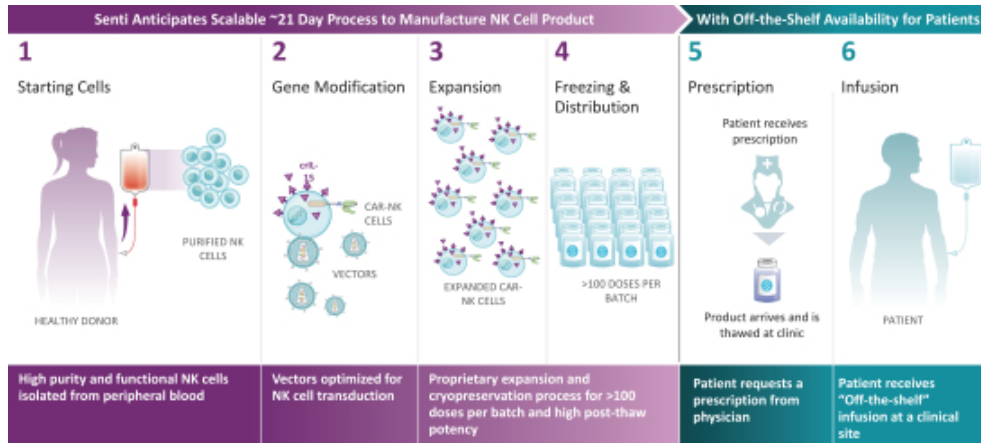 Senti Anticipates Scalable ~21 Day Process to Manufacture NK Cell Product
With Off-the-Shelf Availability for Patients
1
Starting Cells
PURIFIED NK
CELLS
HEALTHY DONOR
High purity and functional NK cells
isolated from peripheral blood
2
Gene Modification
crIL-
15
CAR-NK
CELLS
VECTORS
Vectors optimized for
NK cell transduction
3
Expansion
EXPANDED CAR-
NK CELLS
4
Freezing &
Distribution
>100 DOSES PER
BATCH
Proprietary expansion and
cryopreservation process for >100
doses per batch and high post-thaw
potency
5
Prescription
Patient receives
prescription
Product arrives and is
thawed at clinic
Patient requests a
prescription from
physician
6
Infusion
PATIENT
Patient receives
“Off-the-shelf”
infusion at a clinical
site